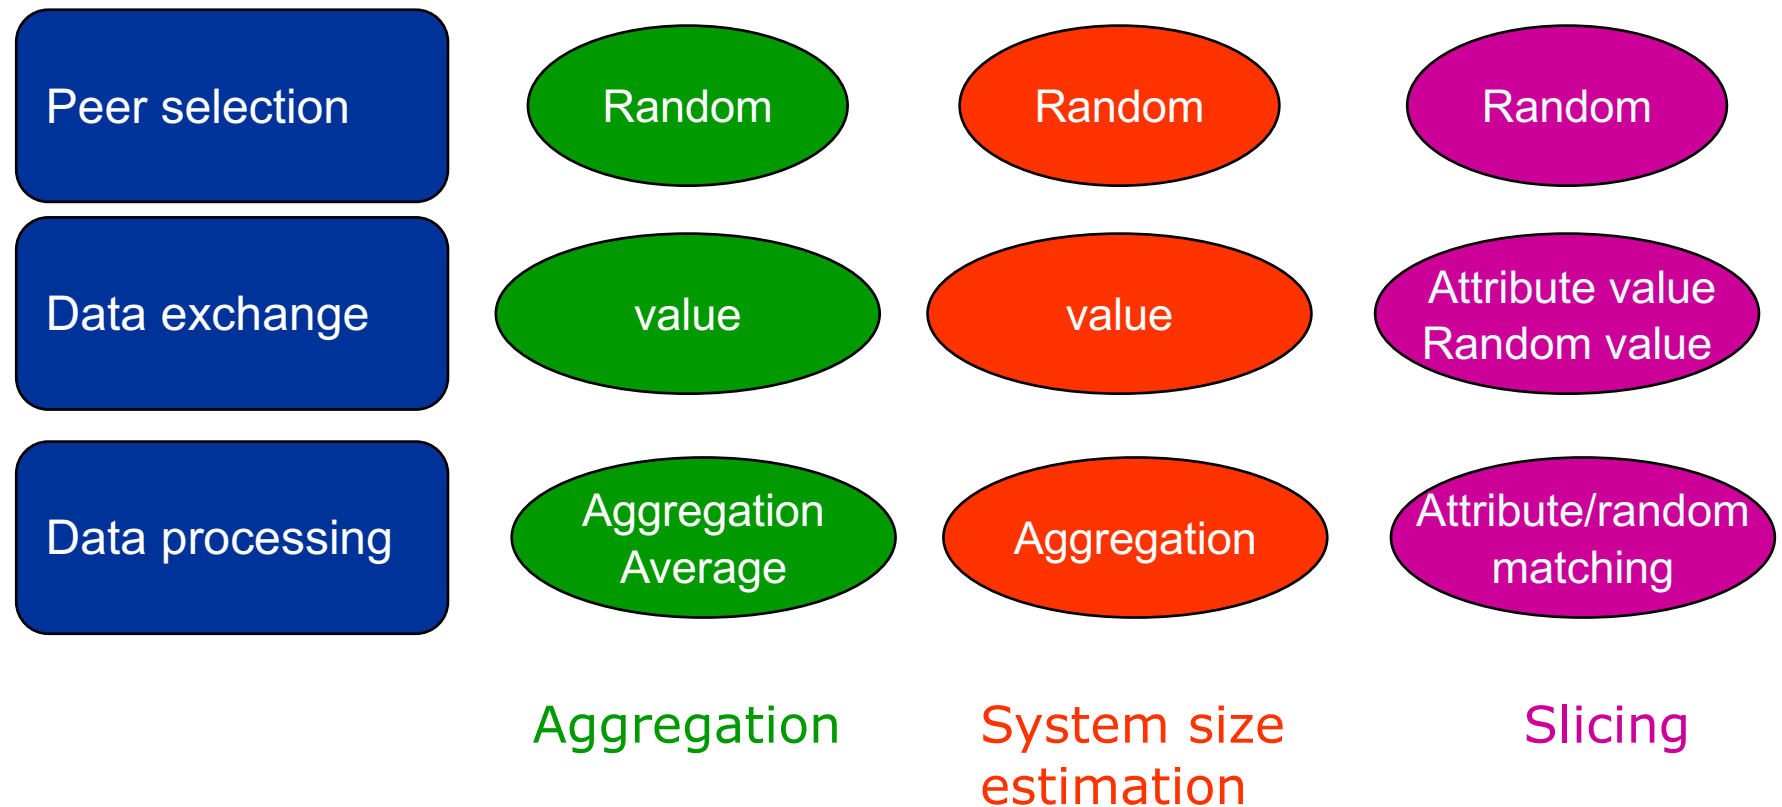 Peer selection
Random
Random
Random
Data exchange
value
value
Attribute value
Random value
Data processing
Aggregation
Average
Aggregation
Attribute/random
matching
Aggregation
System size
estimation
Slicing